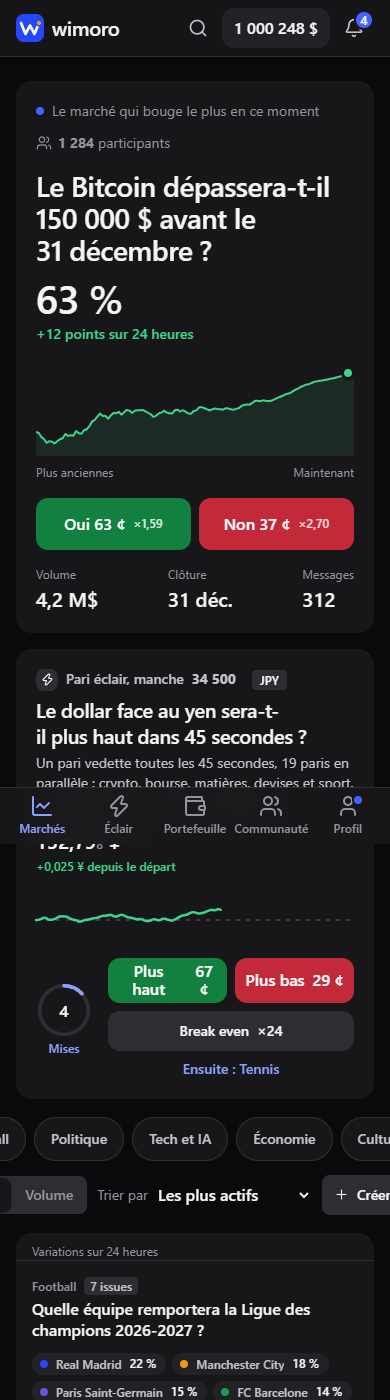 wimoro
1 000 248 $
4
Le marché qui bouge le plus en ce moment
1 284 participants
Le Bitcoin dépassera-t-il
150 000 $ avant le
31 décembre ?
63 %
+12 points sur 24 heures
Plus anciennes
Maintenant
Oui 63 ¢ ×1,59
Non 37 ¢ ×2,70
Volume
Clôture
Messages
4,2 M$
31 déc.
312
Pari éclair, manche 34 500 JPY
Le dollar face au yen sera-t-
il plus haut dans 45 secondes ?
Un pari vedette toutes les 45 secondes, 19 paris en
parallèle : crypto, bourse, matières, devises et sport.
Marchés
Éclair
Portefeuille
Communauté
Profil
+0,025 ¥ depuis le départ
4
Mises
Plus haut 67 ¢
Plus bas 29 ¢
Break even ×24
Ensuite : Tennis
Politique
Tech et IA
Économie
Volume
Trier par
Les plus actifs
+ Créer
Variations sur 24 heures
Football 7 issues
Quelle équipe remportera la Ligue des
champions 2026-2027 ?
Real Madrid 22 %
Manchester City 18 %
Paris Saint-Germain 15 %
FC Barcelone 14 %